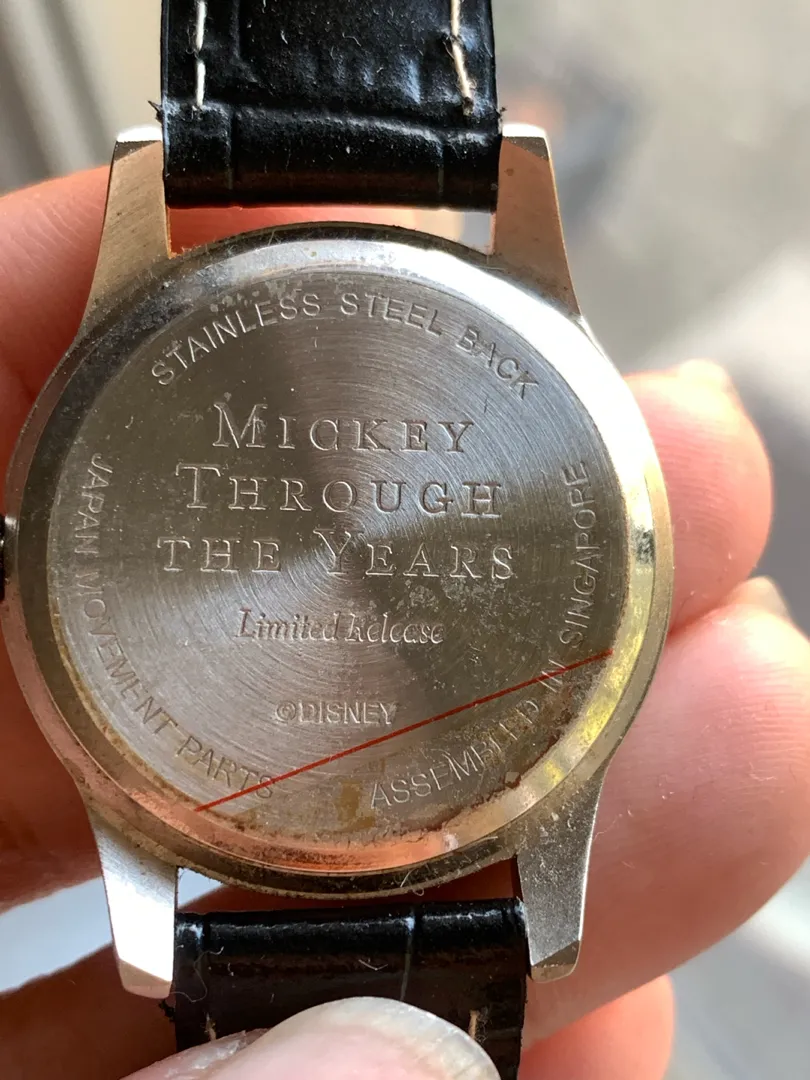 STAINLESS STEEL BACK
MICKEY
THROUGH
THE YEARS
Limited Release
©DISNEY
JAPAN MOVEMENT PARTS
ASSEMBLED IN SINGAPORE